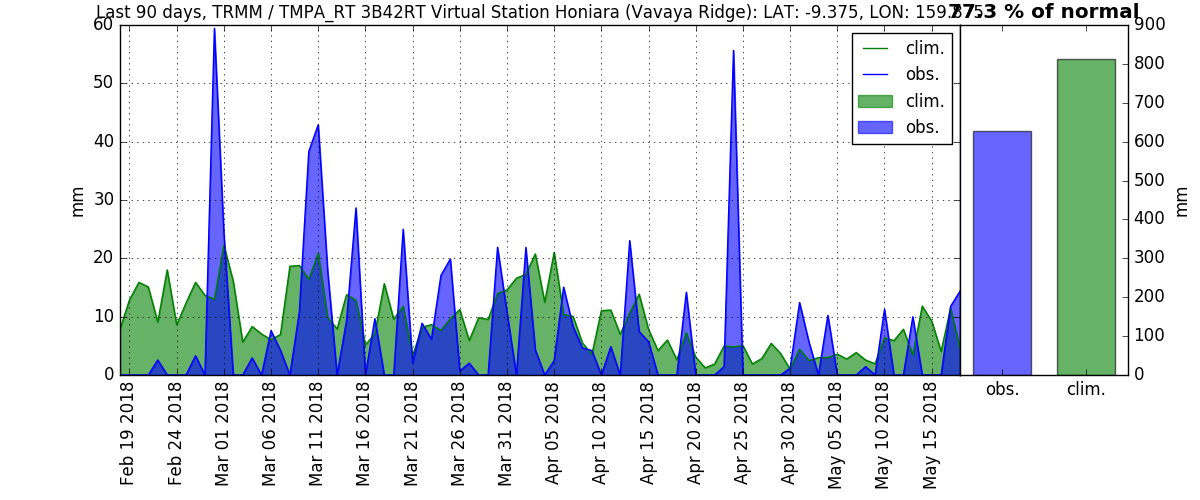 Last 90 days, TRMM / TMPA_RT 3B42RT Virtual Station Honiara (Vavaya Ridge): LAT: -9.375, LON:
77.3 % of normal
60
50
40
30
20
10
0
mm
clim.
obs.
clim.
obs.
900
800
700
600
500
400
300
200
100
0
mm
Feb 19 2018
Feb 24 2018
Mar 01 2018
Mar 06 2018
Mar 11 2018
Mar 16 2018
Mar 21 2018
Mar 26 2018
Mar 31 2018
Apr 05 2018
Apr 10 2018
Apr 15 2018
Apr 20 2018
Apr 25 2018
Apr 30 2018
May 05 2018
May 10 2018
May 15 2018
obs.
clim.